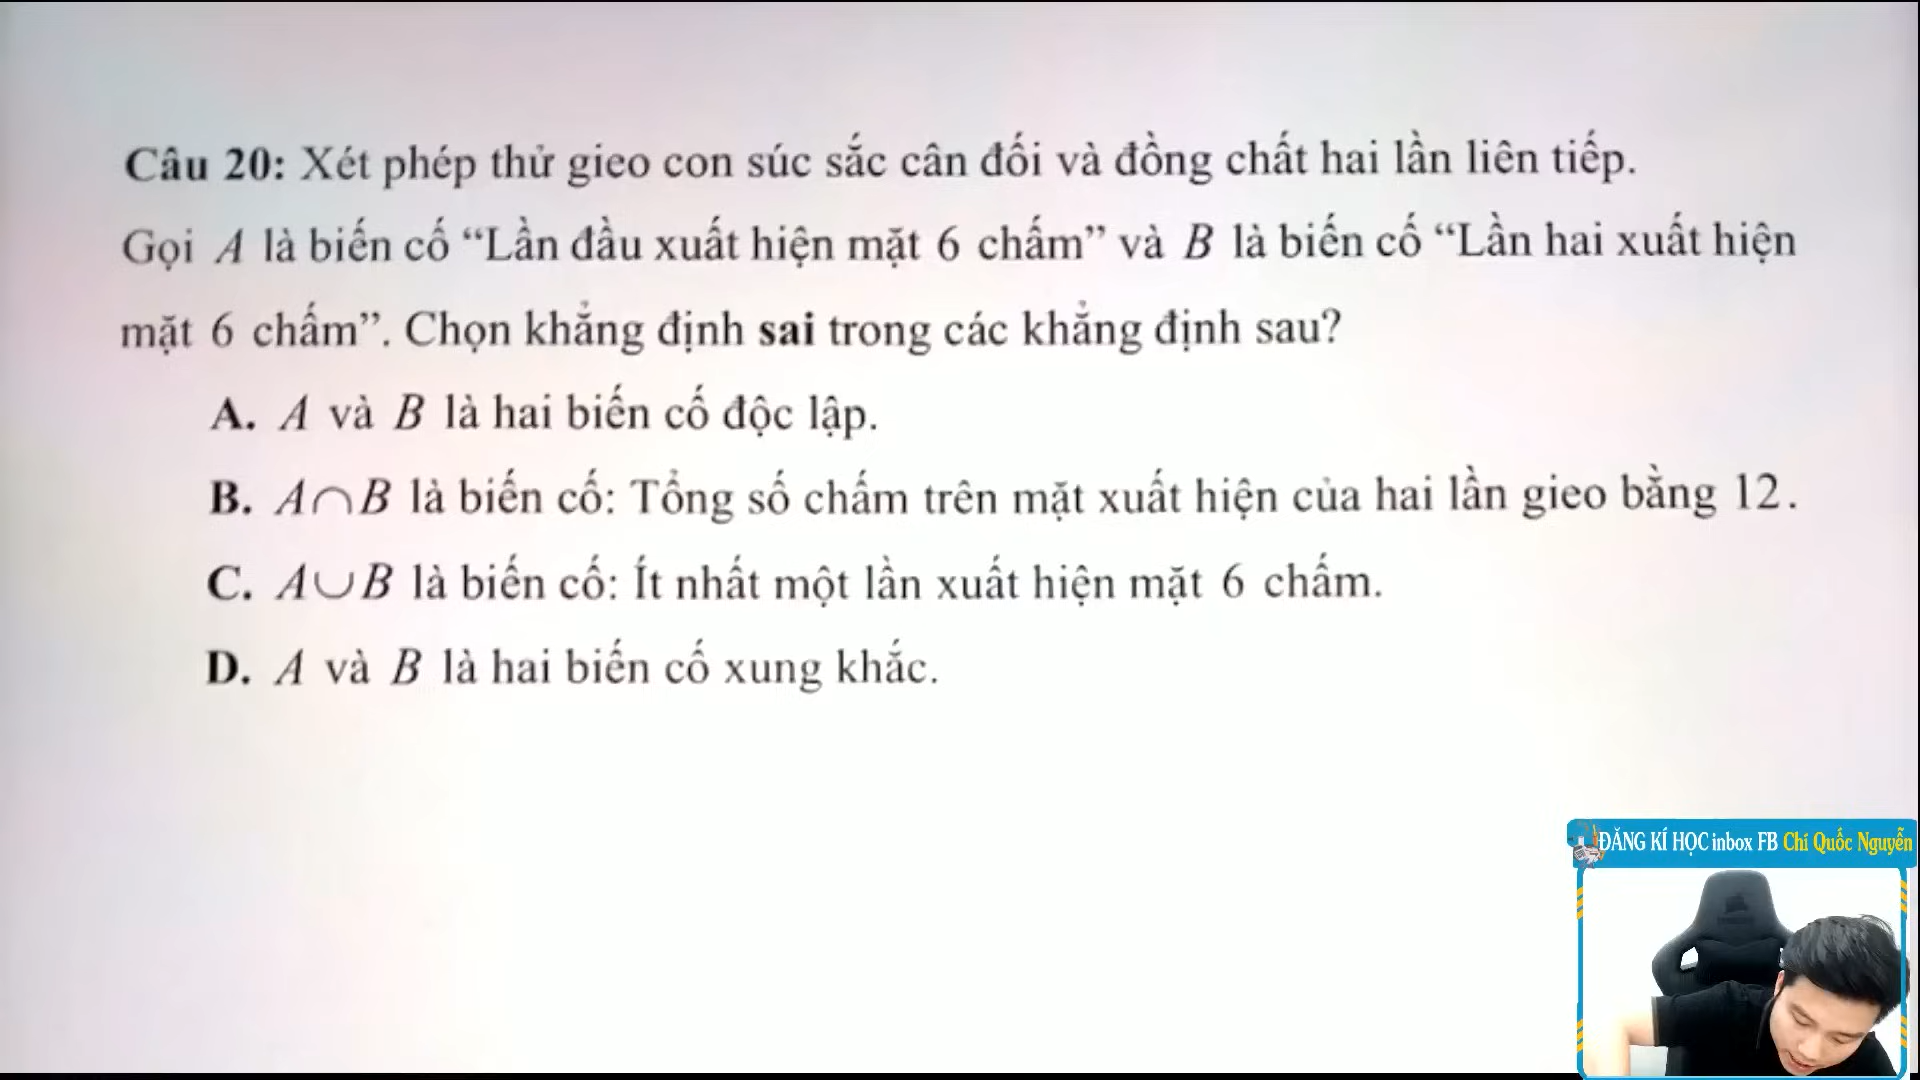 Câu 20: Xét phép thử gieo con súc sắc cân đối và đồng chất hai lần liên tiếp.
Gọi A là biến cố “Lần đầu xuất hiện mặt 6 chấm” và B là biến cố “Lần hai xuất hiện
mặt 6 chấm”. Chọn khẳng định sai trong các khẳng định sau?
A. A và B là hai biến cố độc lập.
B. A∩B là biến cố: Tổng số chấm trên mặt xuất hiện của hai lần gieo bằng 12.
C. A∪B là biến cố: Ít nhất một lần xuất hiện mặt 6 chấm.
D. A và B là hai biến cố xung khắc.
ĐĂNG KÍ HỌC inbox FB Chí Quốc Nguyễn